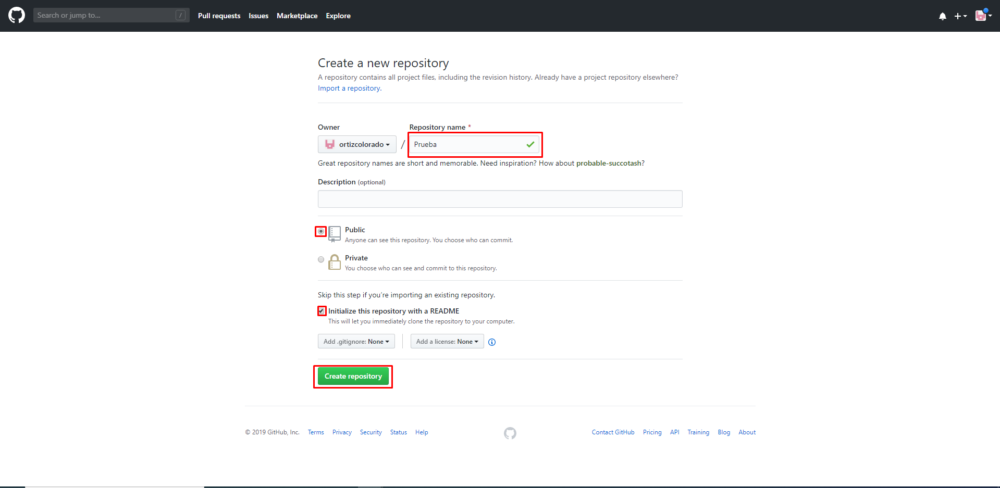 Search or jump to... /
Pull requests Issues Marketplace Explore
Create a new repository
A repository contains all project files, including the revision history. Already have a project repository elsewhere?
Import a repository.
Owner Repository name *
ortizcolorado / Prueba
Great repository names are short and memorable. Need inspiration? How about probable-succotash?
Description (optional)
Public
Anyone can see this repository. You choose who can commit.
Private
You choose who can see and commit to this repository.
Skip this step if you’re importing an existing repository.
Initialize this repository with a README
This will let you immediately clone the repository to your computer.
Add .gitignore: None Add a license: None
Create repository
© 2019 GitHub, Inc. Terms Privacy Security Status Help Contact GitHub Pricing API Training Blog About